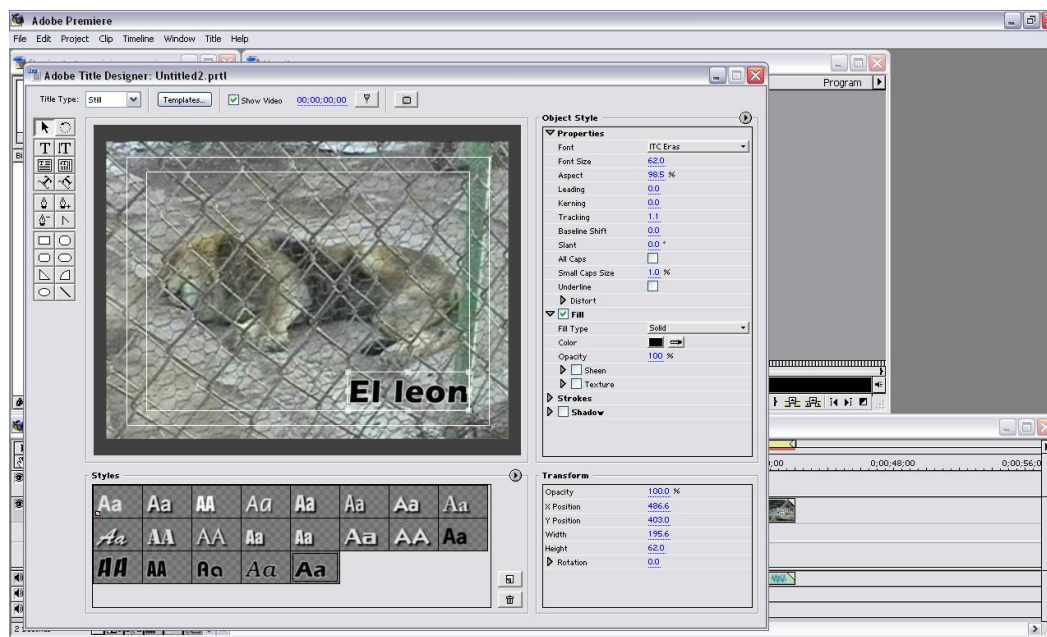 Adobe Premiere
File Edit Project Clip Timeline Window Title Help
Adobe Title Designer: Untitled2.prtl
Program
Title Type: Still Templates... Show Video 00;00;00;00
Object Style
Properties
Font ITC Eras
Font Size 62.0
Aspect 98.5 %
Leading 0.0
Kerning 0.0
Tracking 1.1
Baseline Shift 0.0
Slant 0.0 °
All Caps
Small Caps Size 1.0 %
Underline
Distort
Fill
Fill Type Solid
Color
Opacity 100 %
Sheen
Texture
Strokes
Shadow
El leon
Styles
Aa Aa AA Aa Aa Aa Aa Aa
Aa AA AA Aa Aa Aa AA Aa
AA AA Aa Aa Aa
Transform
Opacity 100.0 %
X Position 486.6
Y Position 403.0
Width 195.6
Height 62.0
Rotation 0.0
0;00;48;00